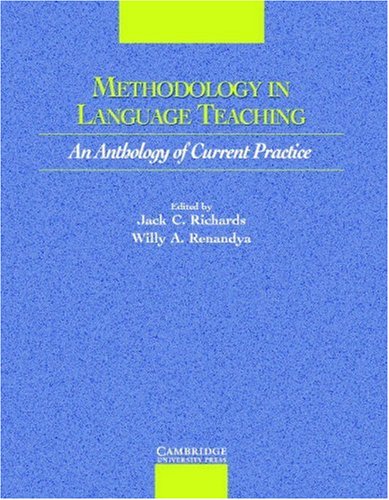 METHODOLOGY IN
LANGUAGE TEACHING
An Anthology of Current Practice
Edited by
Jack C. Richards
Willy A. Renandya
CAMBRIDGE
UNIVERSITY PRESS